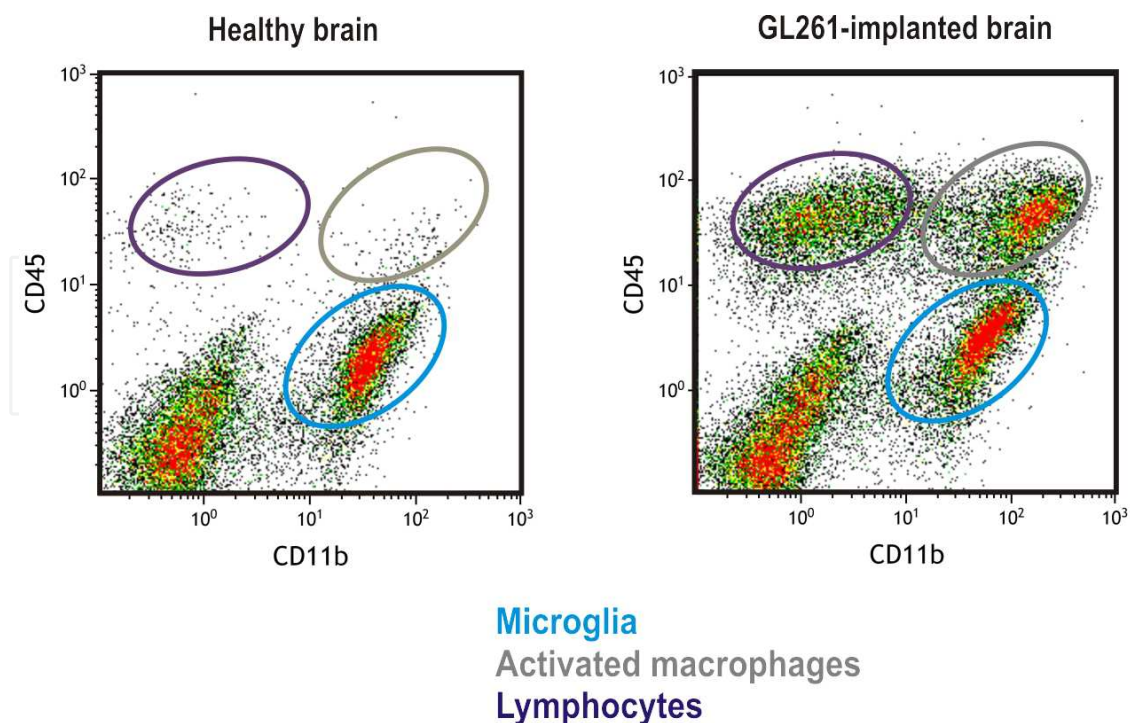 Healthy brain
GL261-implanted brain
10³
10²
10¹
10⁰
CD45
10⁰
10¹
10²
10³
CD11b
10³
10²
10¹
10⁰
CD45
10⁰
10¹
10²
10³
CD11b
Microglia
Activated macrophages
Lymphocytes